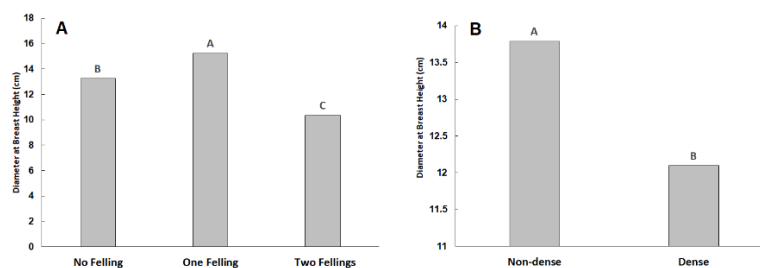 A
Diameter at Breast Height (cm)
18
16
14
12
10
8
6
4
2
0
B
A
C
No Felling
One Felling
Two Fellings
B
Diameter at Breast Height (cm)
14
13.5
13
12.5
12
11.5
11
A
B
Non-dense
Dense